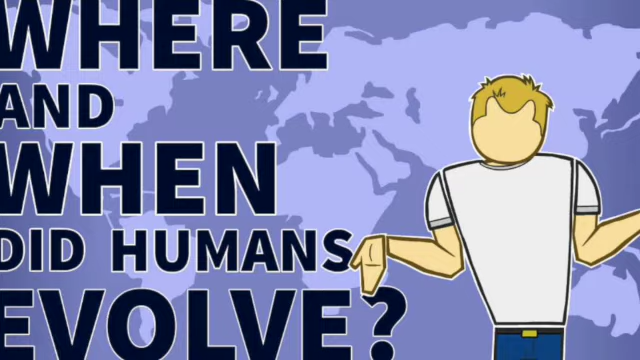 WHERE
AND
WHEN
DID HUMANS
EVOLVE?